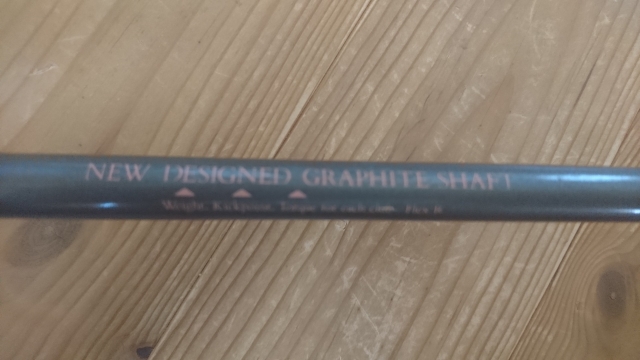 NEW DESIGNED GRAPHITE SHAFT
Weight, Kickpoint, Torque for each club Flex R